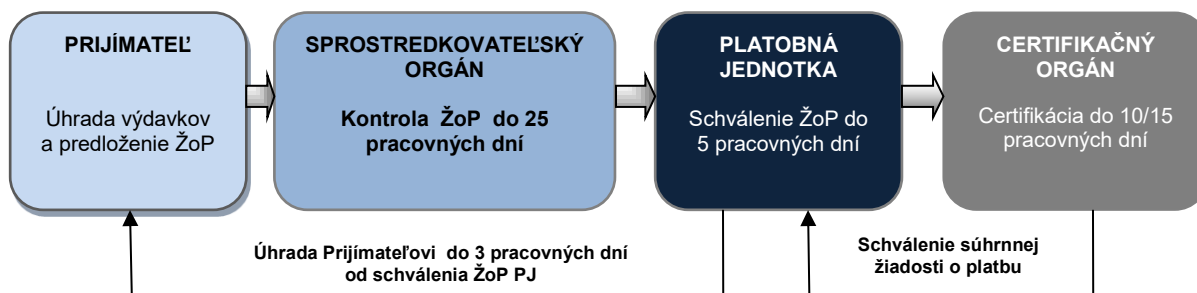 PRIJÍMATEĽ
Úhrada výdavkov
a predloženie ŽoP
SPROSTREDKOVATEĽSKÝ
ORGÁN
Kontrola ŽoP do 25
pracovných dní
PLATOBNÁ
JEDNOTKA
Schválenie ŽoP do
5 pracovných dní
CERTIFIKAČNÝ
ORGÁN
Certifikácia do 10/15
pracovných dní
Úhrada Prijímateľovi do 3 pracovných dní
od schválenia ŽoP PJ
Schválenie súhrnnej
žiadosti o platbu